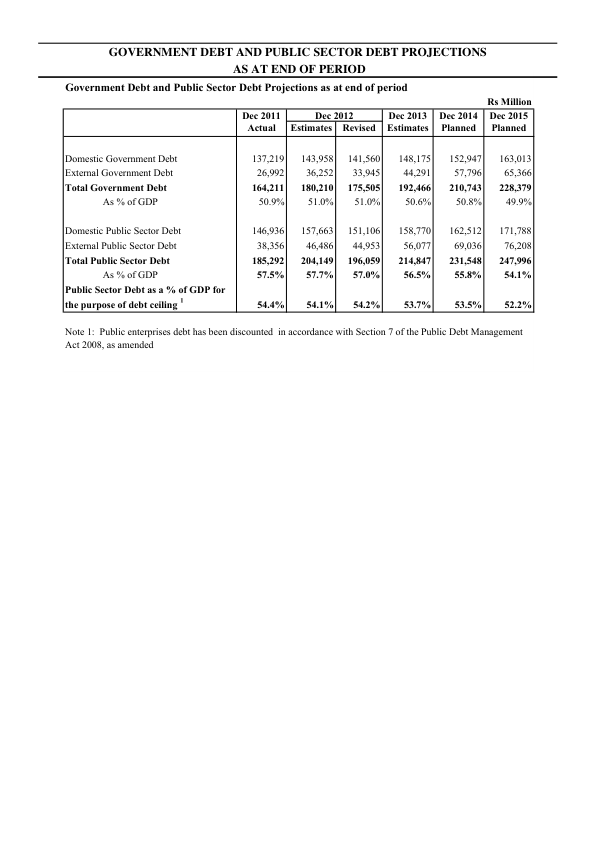 GOVERNMENT DEBT AND PUBLIC SECTOR DEBT PROJECTIONS
AS AT END OF PERIOD
Government Debt and Public Sector Debt Projections as at end of period
Rs Million
Dec 2011 Dec 2012 Dec 2013 Dec 2014 Dec 2015
Actual Estimates Revised Estimates Planned Planned
Domestic Government Debt 137,219 143,958 141,560 148,175 152,947 163,013
External Government Debt 26,992 36,252 33,945 44,291 57,796 65,366
Total Government Debt 164,211 180,210 175,505 192,466 210,743 228,379
As % of GDP 50.9% 51.0% 51.0% 50.6% 50.8% 49.9%
Domestic Public Sector Debt 146,936 157,663 151,106 158,770 162,512 171,788
External Public Sector Debt 38,356 46,486 44,953 56,077 69,036 76,208
Total Public Sector Debt 185,292 204,149 196,059 214,847 231,548 247,996
As % of GDP 57.5% 57.7% 57.0% 56.5% 55.8% 54.1%
Public Sector Debt as a % of GDP for
the purpose of debt ceiling 1 54.4% 54.1% 54.2% 53.7% 53.5% 52.2%
Note 1: Public enterprises debt has been discounted in accordance with Section 7 of the Public Debt Management
Act 2008, as amended